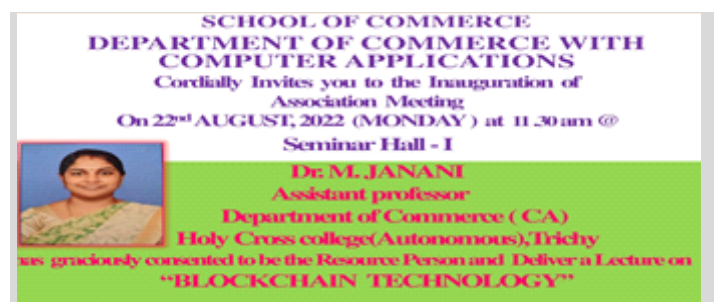 SCHOOL OF COMMERCE
DEPARTMENT OF COMMERCE WITH
COMPUTER APPLICATIONS
Cordially Invites you to the Inauguration of
Association Meeting
On 22nd AUGUST, 2022 (MONDAY ) at 11.30 am @
Seminar Hall - I
Dr. M. JANANI
Assistant professor
Department of Commerce ( CA)
Holy Cross college(Autonomous),Trichy
has graciously consented to be the Resource Person and Deliver a Lecture on
“BLOCKCHAIN TECHNOLOGY”